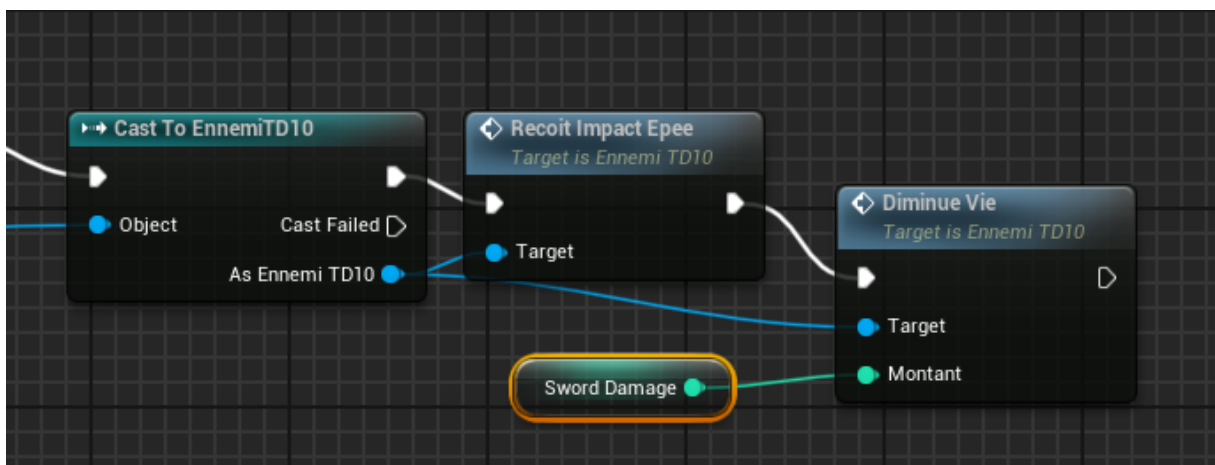 Cast To EnnemiTD10
Object
Cast Failed
As Ennemi TD10
Recoit Impact Epee
Target is Ennemi TD10
Target
Sword Damage
Diminue Vie
Target is Ennemi TD10
Target
Montant